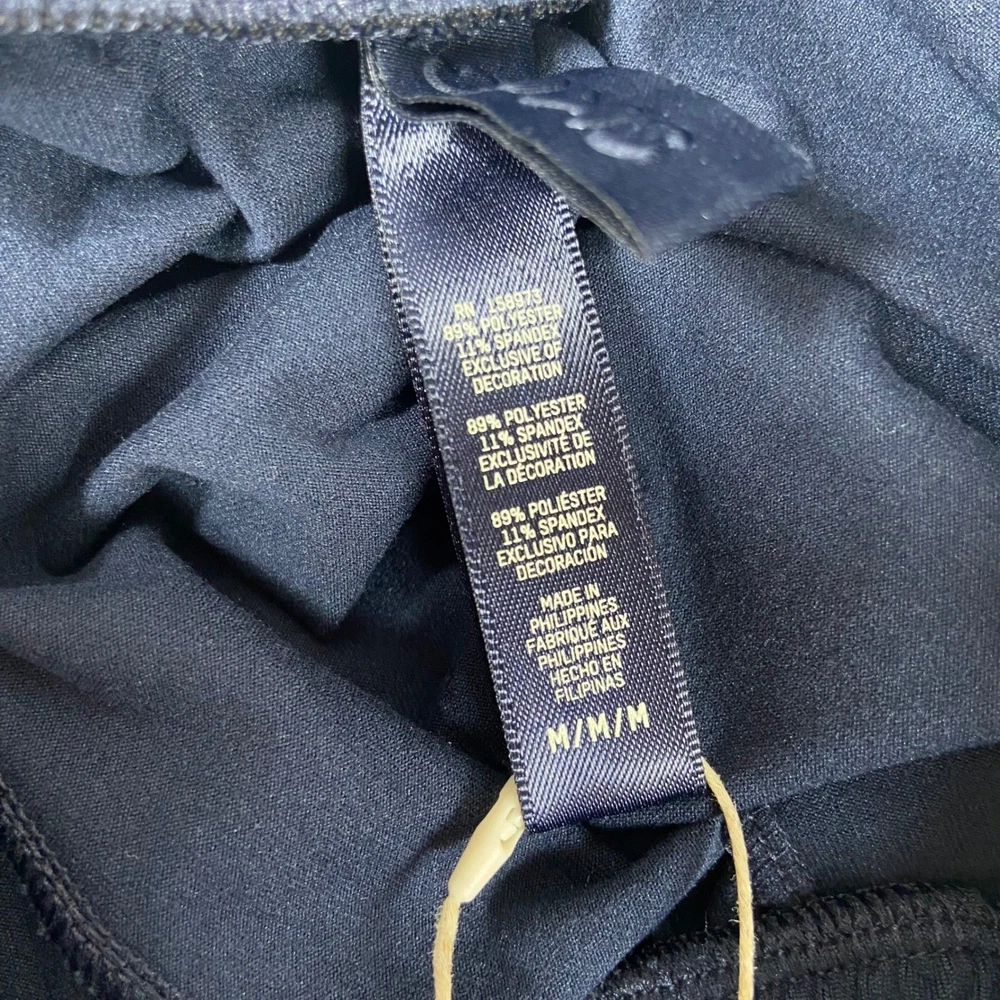 RN 158973
89% POLYESTER
11% SPANDEX
EXCLUSIVE OF
DECORATION
89% POLYESTER
11% SPANDEX
EXCLUSIVITÉ DE
LA DÉCORATION
89% POLIÉSTER
11% SPANDEX
EXCLUSIVO PARA
DECORACIÓN
MADE IN
PHILIPPINES
FABRIQUÉ AUX
PHILIPPINES
HECHO EN
FILIPINAS
M/M/M